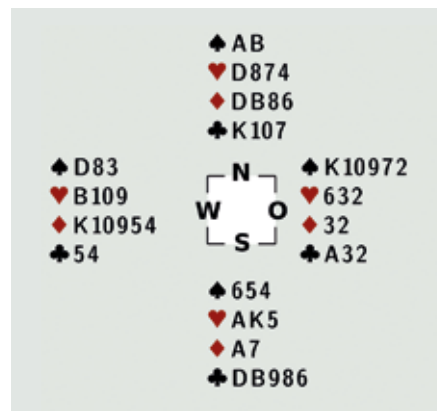 ♠ AB
♥ D874
♦ DB86
♣ K107
♠ D83
♥ B109
♦ K10954
♣ 54
N
W O
S
♠ K10972
♥ 632
♦ 32
♣ A32
♠ 654
♥ AK5
♦ A7
♣ DB986